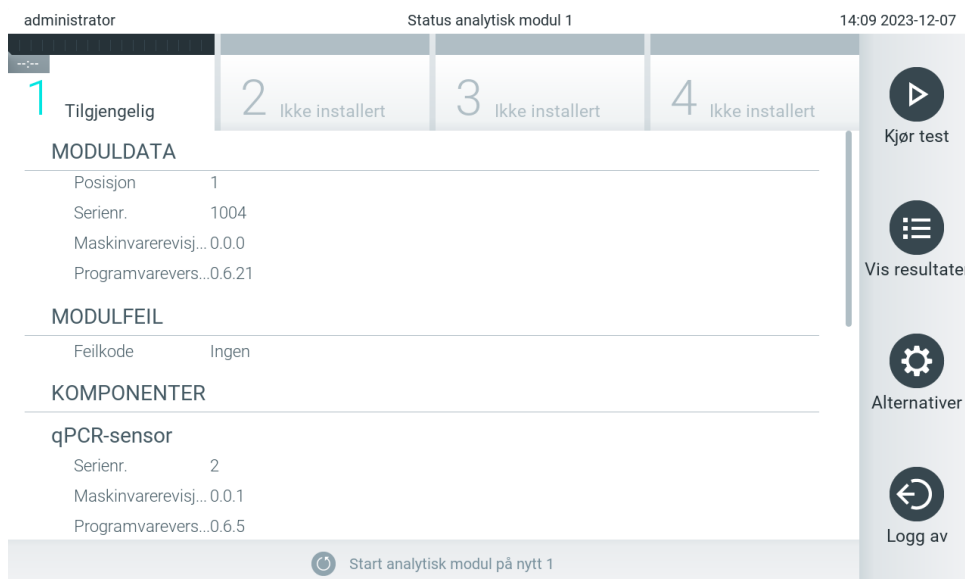 administrator
Status analytisk modul 1
14:09 2023-12-07
--:--
1 Tilgjengelig
2 Ikke installert
3 Ikke installert
4 Ikke installert
MODULDATA
Posisjon 1
Serienr. 1004
Maskinvarerevisj... 0.0.0
Programvarevers...0.6.21
MODULFEIL
Feilkode Ingen
KOMPONENTER
qPCR-sensor
Serienr. 2
Maskinvarerevisj... 0.0.1
Programvarevers...0.6.5
Start analytisk modul på nytt 1
Kjør test
Vis resultate
Alternativer
Logg av